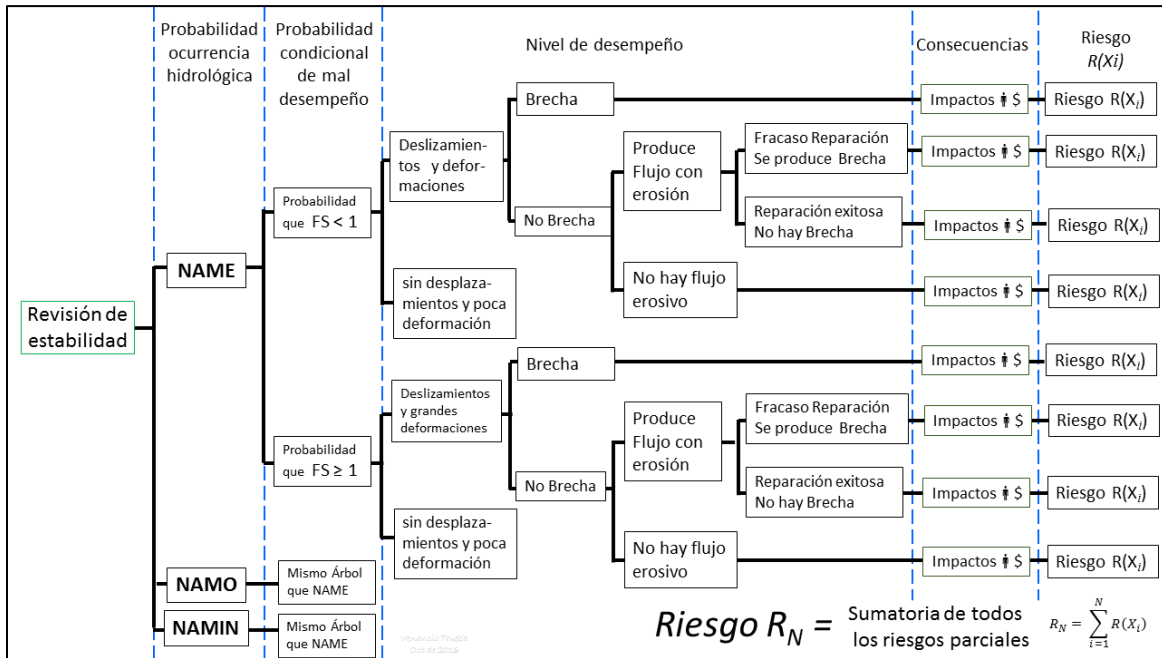 Probabilidad
ocurrencia
hidrológica
Probabilidad
condicional
de mal
desempeño
Nivel de desempeño
Consecuencias
Riesgo
R(Xi)
Revisión de
estabilidad
NAME
Probabilidad
que FS < 1
Deslizamien-
tos y defor-
maciones
Brecha
Impactos $
Riesgo R(Xi)
No Brecha
Produce
Flujo con
erosión
Fracaso Reparación
Se produce Brecha
Impactos $
Riesgo R(Xi)
Reparación exitosa
No hay Brecha
Impactos $
Riesgo R(Xi)
No hay flujo
erosivo
Impactos $
Riesgo R(Xi)
sin desplaza-
mientos y poca
deformación
Probabilidad
que FS ≥ 1
Deslizamientos
y grandes
deformaciones
Brecha
Impactos $
Riesgo R(Xi)
No Brecha
Produce
Flujo con
erosión
Fracaso Reparación
Se produce Brecha
Impactos $
Riesgo R(Xi)
Reparación exitosa
No hay Brecha
Impactos $
Riesgo R(Xi)
No hay flujo
erosivo
Impactos $
Riesgo R(Xi)
sin desplaza-
mientos y poca
deformación
NAMO
Mismo Árbol
que NAME
NAMIN
Mismo Árbol
que NAME
Riesgo RN = Sumatoria de todos
los riesgos parciales
RN = ∑ i=1 N R(Xi)